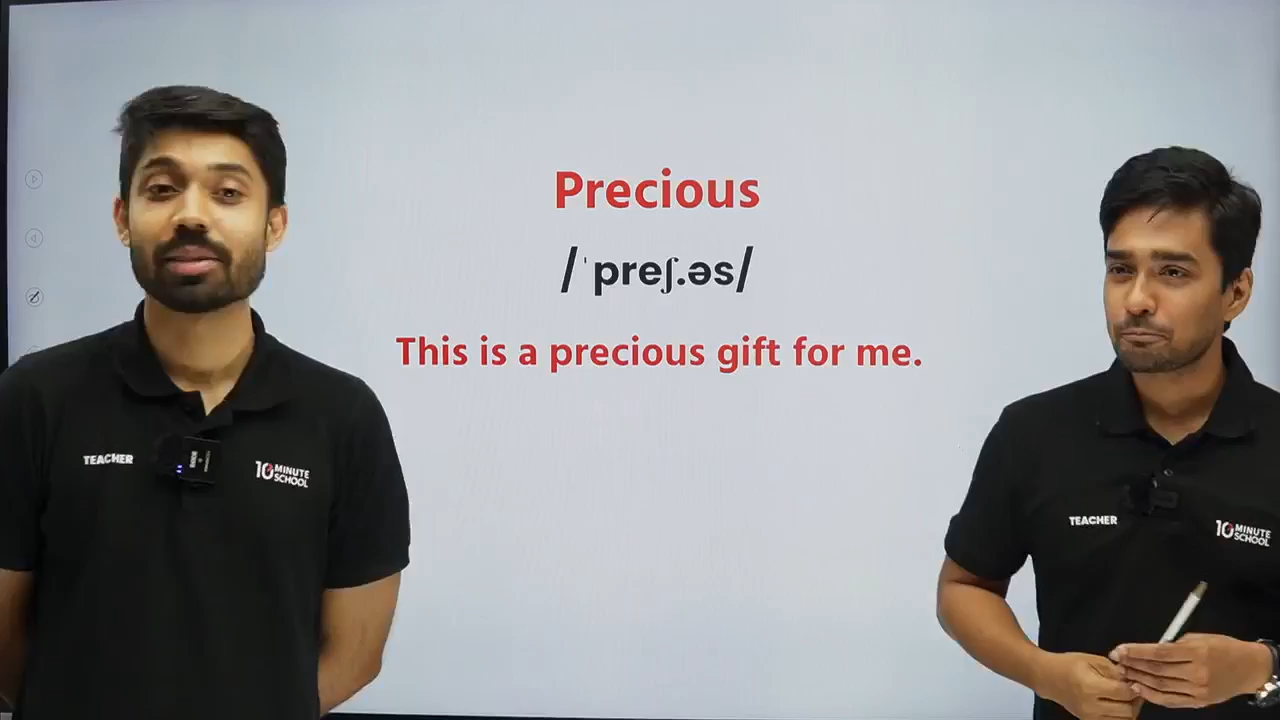 Precious
/ˈpreʃ.əs/
This is a precious gift for me.
TEACHER
10 MINUTE
SCHOOL
TEACHER
10 MINUTE
SCHOOL